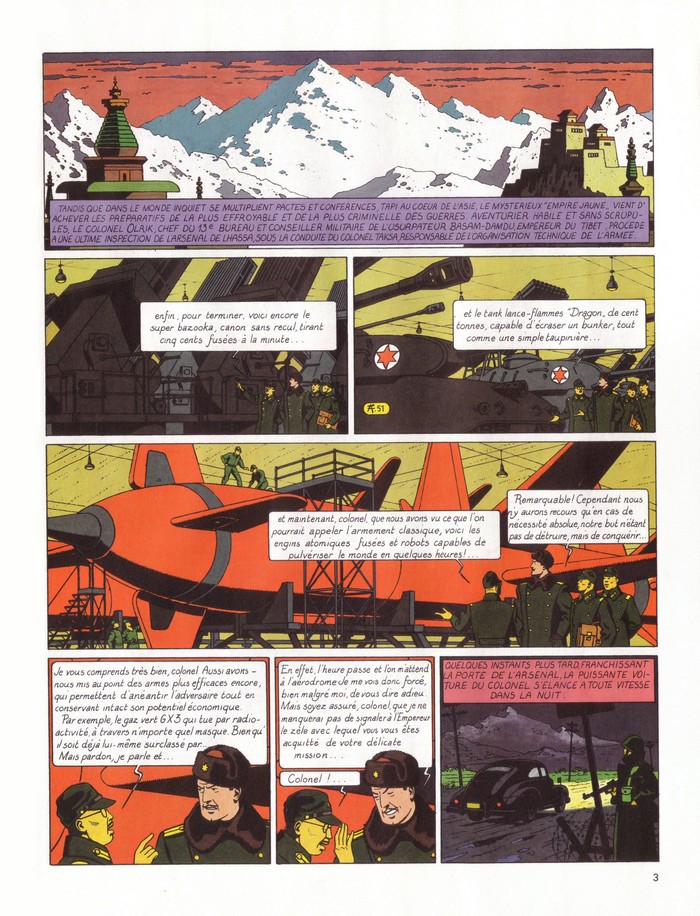 TANDIS QUE DANS LE MONDE INQUIET SE MULTIPLIENT PACTES ET CONFERENCES, TAPI AU COEUR DE L'ASIE, LE MYSTERIEUX "EMPIRE JAUNE, VIENT D'
ACHEVER LES PREPARATIFS DE LA PLUS EFFROYABLE ET DE LA PLUS CRIMINELLE DES GUERRES. AVENTURIER HABILE ET SANS SCRUPU-
LES, LE COLONEL OLRIK, CHEF DU 13e BUREAU ET CONSEILLER MILITAIRE DE L'USURPATEUR BASAM-DAMDU, EMPEREUR DU TIBET, PROCEDE
A UNE ULTIME INSPECTION DE L'ARSENAL DE LHASSA, SOUS LA CONDUITE DU COLONEL TAKSA RESPONSABLE DE L'ORGANISATION TECHNIQUE DE L'ARMEE.
enfin, pour terminer, voici encore le
super bazooka, canon sans recul, tirant
cinq cents fusées à la minute...
et le tank lance-flammes "Dragon, de cent
tonnes, capable d'écraser un bunker, tout
comme une simple taupinière...
51
et maintenant, colonel, que nous avons vu ce que l'on
pourrait appeler l'armement classique, voici les
engins atomiques fusées et robots capables de
pulvériser le monde en quelques heures!...
Remarquable! Cependant nous
n'y aurons recours qu'en cas de
nécessité absolue, notre but n'étant
pas de détruire, mais de conquérir...
Je vous comprends très bien, colonel. Aussi avons-
nous mis au point des armes plus efficaces encore,
qui permettent d'anéantir l'adversaire tout en
conservant intact son potentiel économique.
Par exemple, le gaz vert GX3 qui tue par radio-
activité, à travers n'importe quel masque. Bien qu'
il soit déjà lui-même surclassé par...
Mais pardon, je parle et...
En effet, l'heure passe et l'on m'attend
à l'aérodrome. Je me vois donc forcé,
bien malgré moi, de vous dire adieu.
Mais soyez assuré, colonel, que je ne
manquerai pas de signaler à l'Empereur
le zèle avec lequel vous vous êtes
acquitté de votre délicate
mission...
Colonel !...
QUELQUES INSTANTS PLUS TARD, FRANCHISSANT
LA PORTE DE L'ARSENAL, LA PUISSANTE VOI-
TURE DU COLONEL S'ELANCE A TOUTE VITESSE
DANS LA NUIT.
3